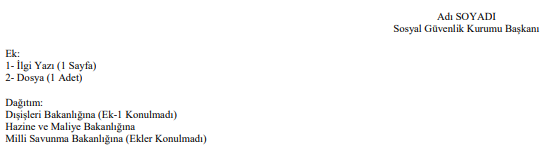 Adı SOYADI
Sosyal Güvenlik Kurumu Başkanı
Ek:
1- İlgi Yazı (1 Sayfa)
2- Dosya (1 Adet)
Dağıtım:
Dışişleri Bakanlığına (Ek-1 Konulmadı)
Hazine ve Maliye Bakanlığına
Milli Savunma Bakanlığına (Ekler Konulmadı)